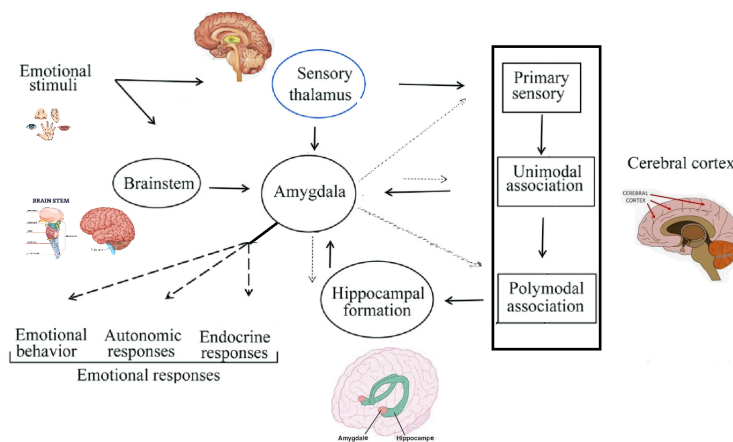 Emotional
stimuli
Sensory
thalamus
Primary
sensory
Brainstem
Amygdala
Unimodal
association
Cerebral cortex
CEREBRAL
CORTEX
BRAIN STEM
Hippocampal
formation
Polymodal
association
Emotional
behavior
Autonomic
responses
Endocrine
responses
Emotional responses
Amygdale
Hippocampe